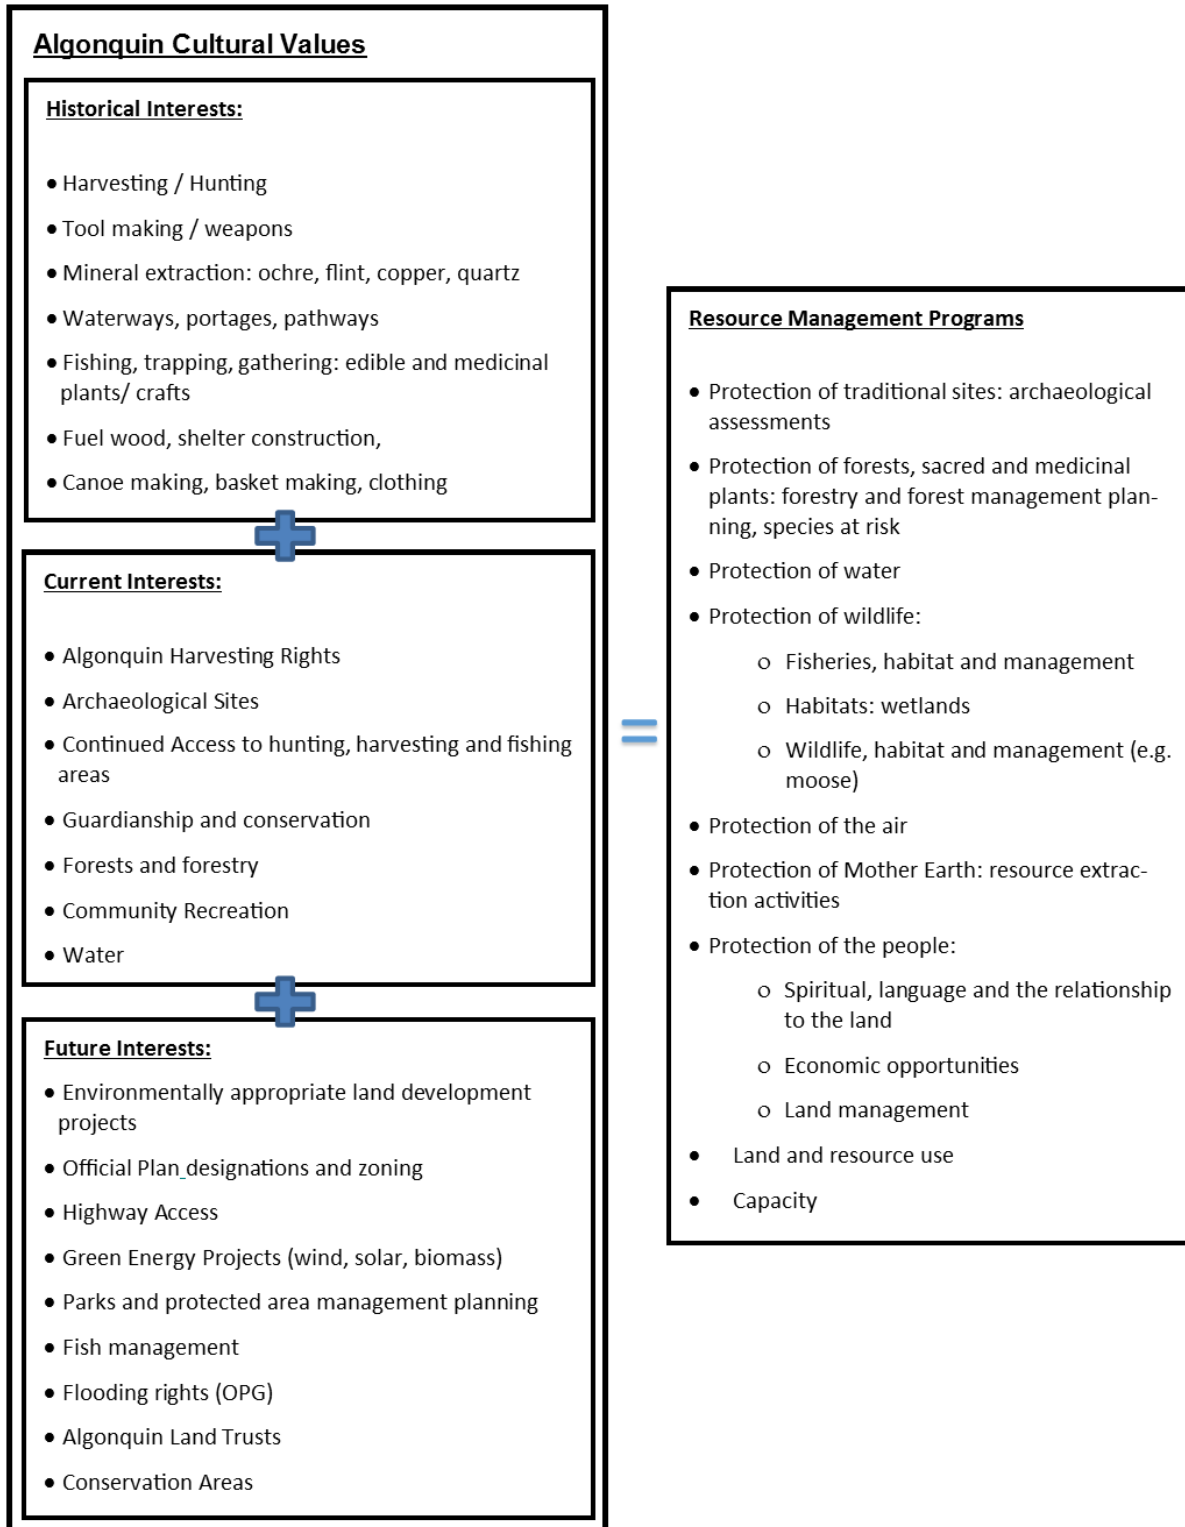 Algonquin Cultural Values
Historical Interests:
• Harvesting / Hunting
• Tool making / weapons
• Mineral extraction: ochre, flint, copper, quartz
• Waterways, portages, pathways
• Fishing, trapping, gathering: edible and medicinal
plants/ crafts
• Fuel wood, shelter construction,
• Canoe making, basket making, clothing
Current Interests:
• Algonquin Harvesting Rights
• Archaeological Sites
• Continued Access to hunting, harvesting and fishing
areas
• Guardianship and conservation
• Forests and forestry
• Community Recreation
• Water
Future Interests:
• Environmentally appropriate land development
projects
• Official Plan designations and zoning
• Highway Access
• Green Energy Projects (wind, solar, biomass)
• Parks and protected area management planning
• Fish management
• Flooding rights (OPG)
• Algonquin Land Trusts
• Conservation Areas
=
Resource Management Programs
• Protection of traditional sites: archaeological
assessments
• Protection of forests, sacred and medicinal
plants: forestry and forest management plan-
ning, species at risk
• Protection of water
• Protection of wildlife:
o Fisheries, habitat and management
o Habitats: wetlands
o Wildlife, habitat and management (e.g.
moose)
• Protection of the air
• Protection of Mother Earth: resource extrac-
tion activities
• Protection of the people:
o Spiritual, language and the relationship
to the land
o Economic opportunities
o Land management
• Land and resource use
• Capacity